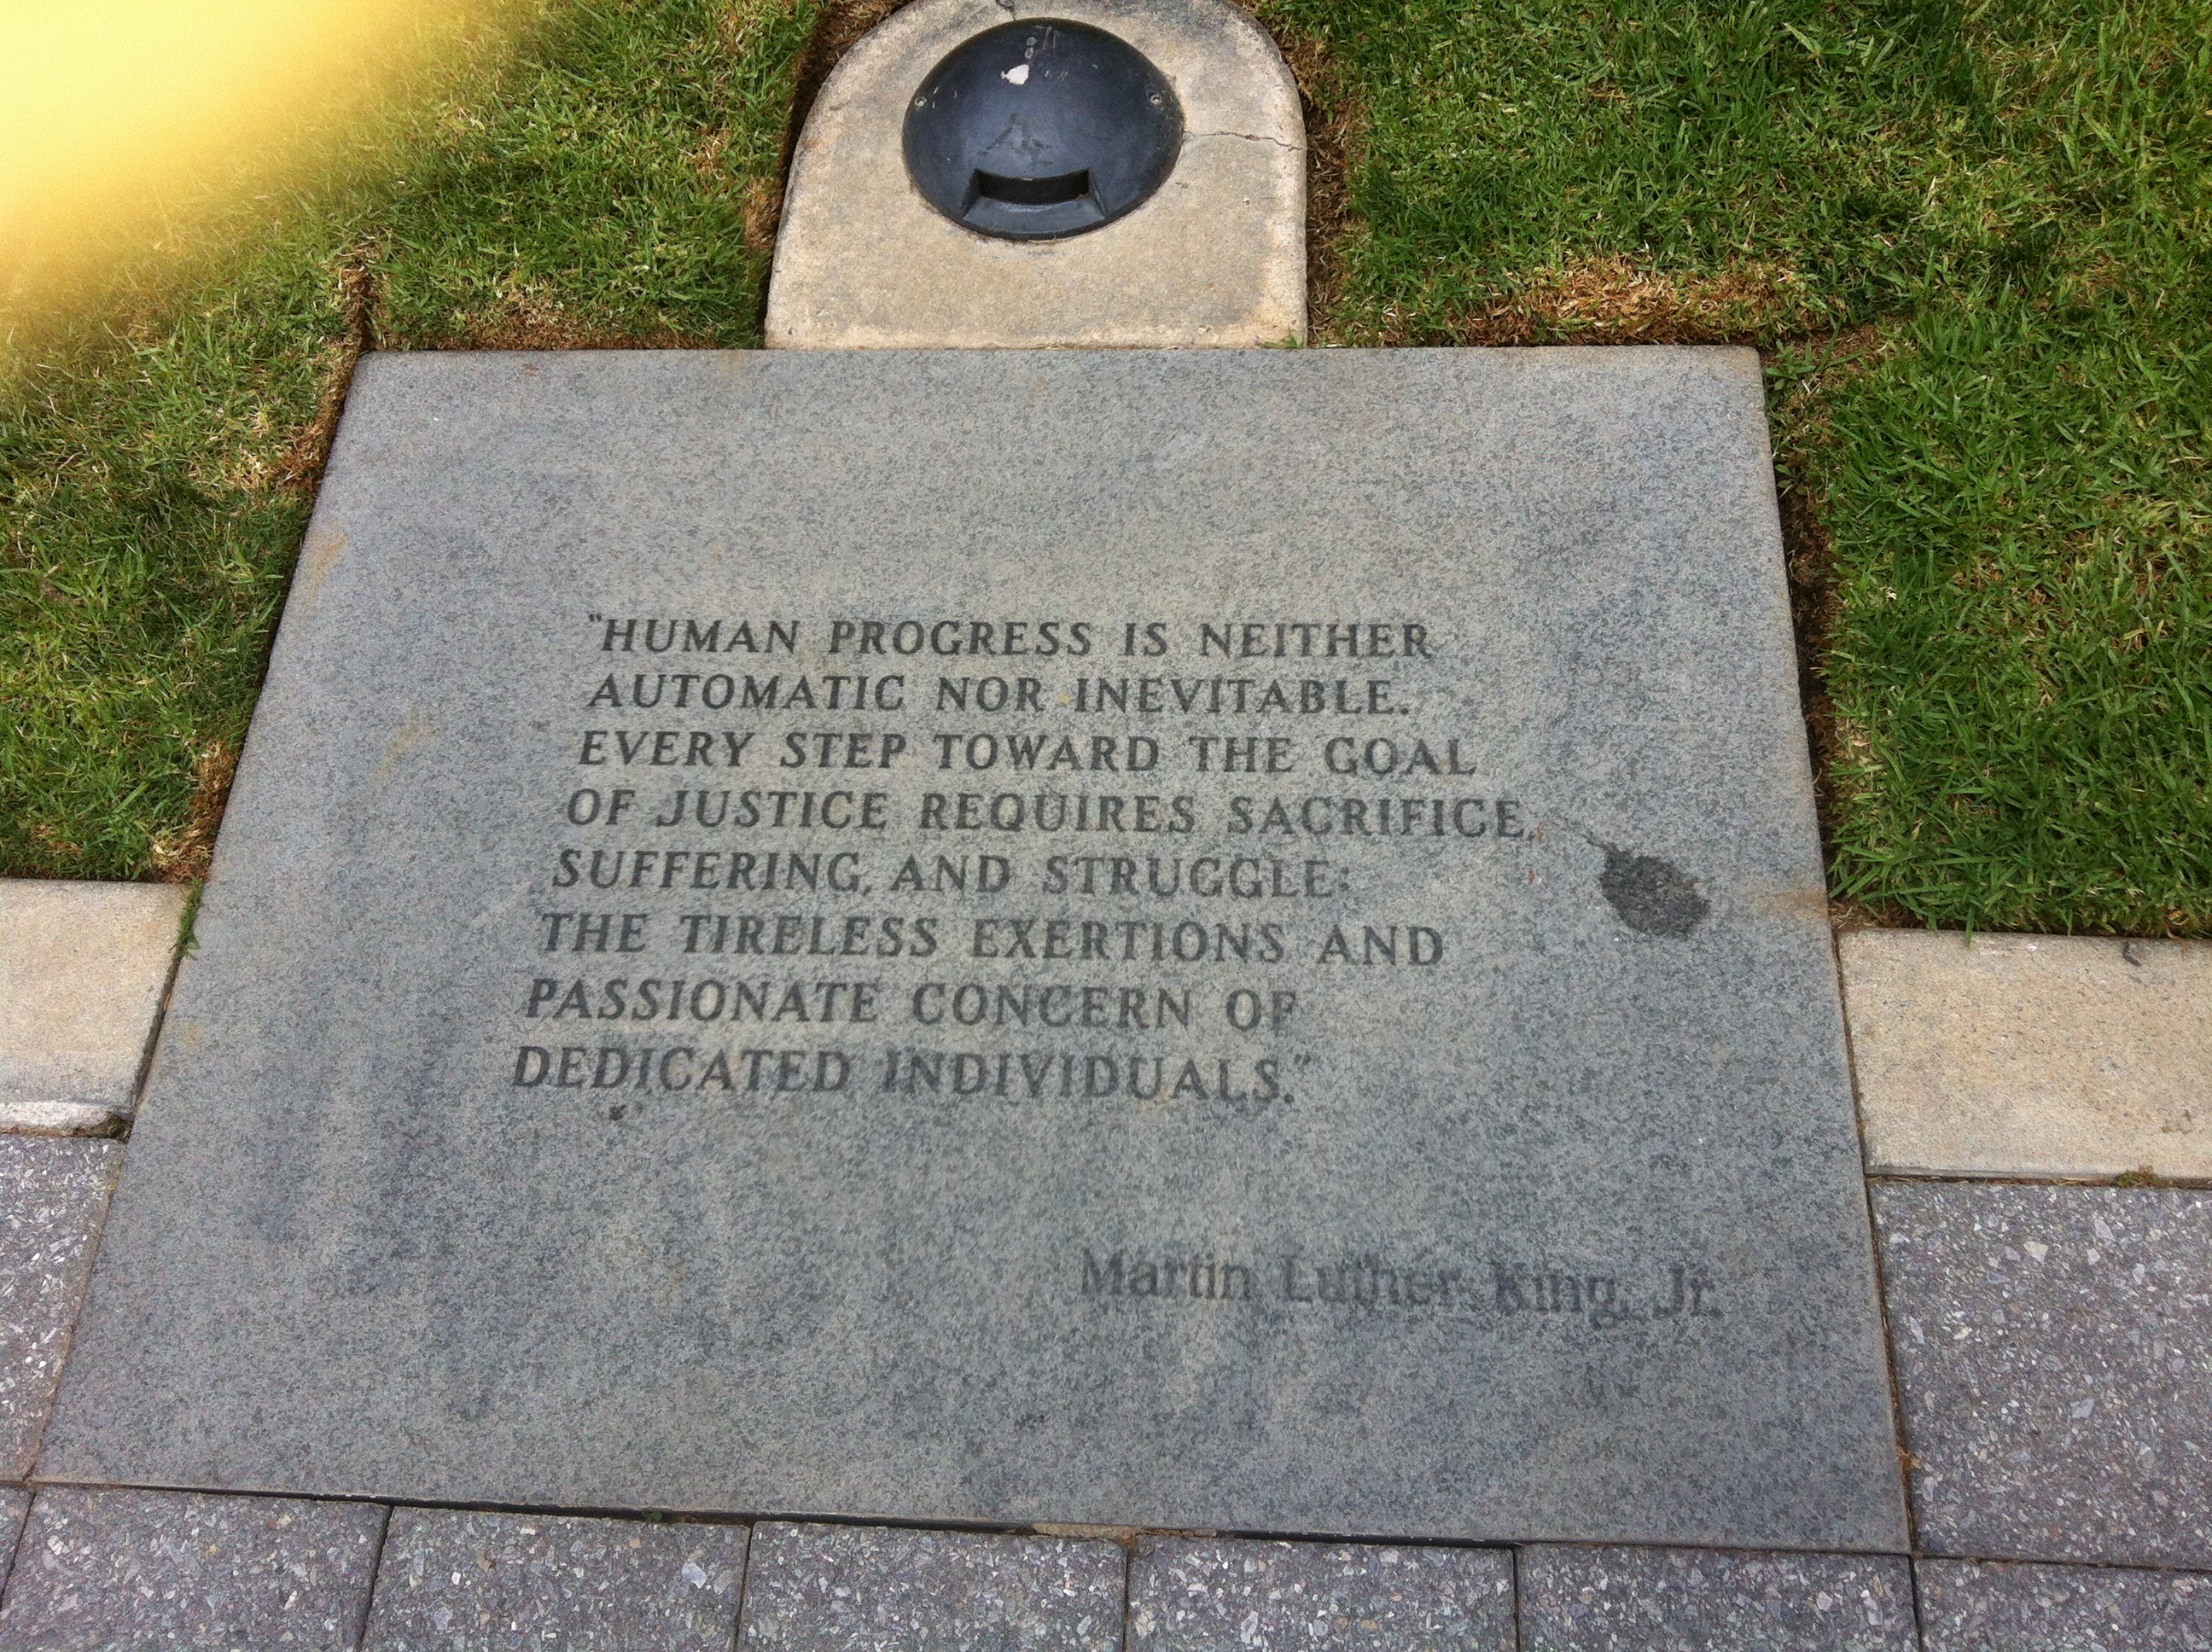 "HUMAN PROGRESS IS NEITHER
AUTOMATIC NOR INEVITABLE.
EVERY STEP TOWARD THE GOAL
OF JUSTICE REQUIRES SACRIFICE,
SUFFERING, AND STRUGGLE:
THE TIRELESS EXERTIONS AND
PASSIONATE CONCERN OF
DEDICATED INDIVIDUALS."
Martin Luther King, Jr.